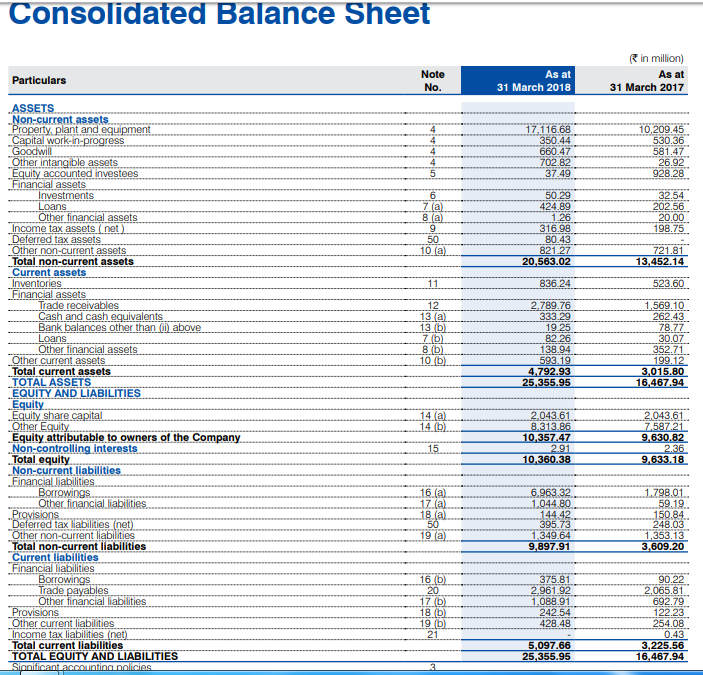 Consolidated Balance Sheet
(₹ in million)
Particulars Note No. As at 31 March 2018 As at 31 March 2017
ASSETS
Non-current assets
Property, plant and equipment 4 17,116.68 10,209.45
Capital work-in-progress 4 350.44 530.36
Goodwill 4 660.47 581.47
Other intangible assets 4 702.82 26.92
Equity accounted investees 5 37.49 928.28
Financial assets
Investments 6 50.29 32.54
Loans 7 (a) 424.89 202.56
Other financial assets 8 (a) 1.26 20.00
Income tax assets ( net ) 9 316.98 198.75
Deferred tax assets 50 80.43 -
Other non-current assets 10 (a) 821.27 721.81
Total non-current assets 20,563.02 13,452.14
Current assets
Inventories 11 836.24 523.60
Financial assets
Trade receivables 12 2,789.76 1,569.10
Cash and cash equivalents 13 (a) 333.29 262.43
Bank balances other than (ii) above 13 (b) 19.25 78.77
Loans 7 (b) 82.26 30.07
Other financial assets 8 (b) 138.94 352.71
Other current assets 10 (b) 593.19 199.12
Total current assets 4,792.93 3,015.80
TOTAL ASSETS 25,355.95 16,467.94
EQUITY AND LIABILITIES
Equity
Equity share capital 14 (a) 2,043.61 2,043.61
Other Equity 14 (b) 8,313.86 7,587.21
Equity attributable to owners of the Company 10,357.47 9,630.82
Non-controlling interests 15 2.91 2.36
Total equity 10,360.38 9,633.18
Non-current liabilities
Financial liabilities
Borrowings 16 (a) 6,963.32 1,798.01
Other financial liabilities 17 (a) 1,044.80 59.19
Provisions 18 (a) 144.42 150.84
Deferred tax liabilities (net) 50 395.73 248.03
Other non-current liabilities 19 (a) 1,349.64 1,353.13
Total non-current liabilities 9,897.91 3,609.20
Current liabilities
Financial liabilities
Borrowings 16 (b) 375.81 90.22
Trade payables 20 2,961.92 2,065.81
Other financial liabilities 17 (b) 1,088.91 692.79
Provisions 18 (b) 242.54 122.23
Other current liabilities 19 (b) 428.48 254.08
Income tax liabilities (net) 21 - 0.43
Total current liabilities 5,097.66 3,225.56
TOTAL EQUITY AND LIABILITIES 25,355.95 16,467.94
Significant accounting policies 3